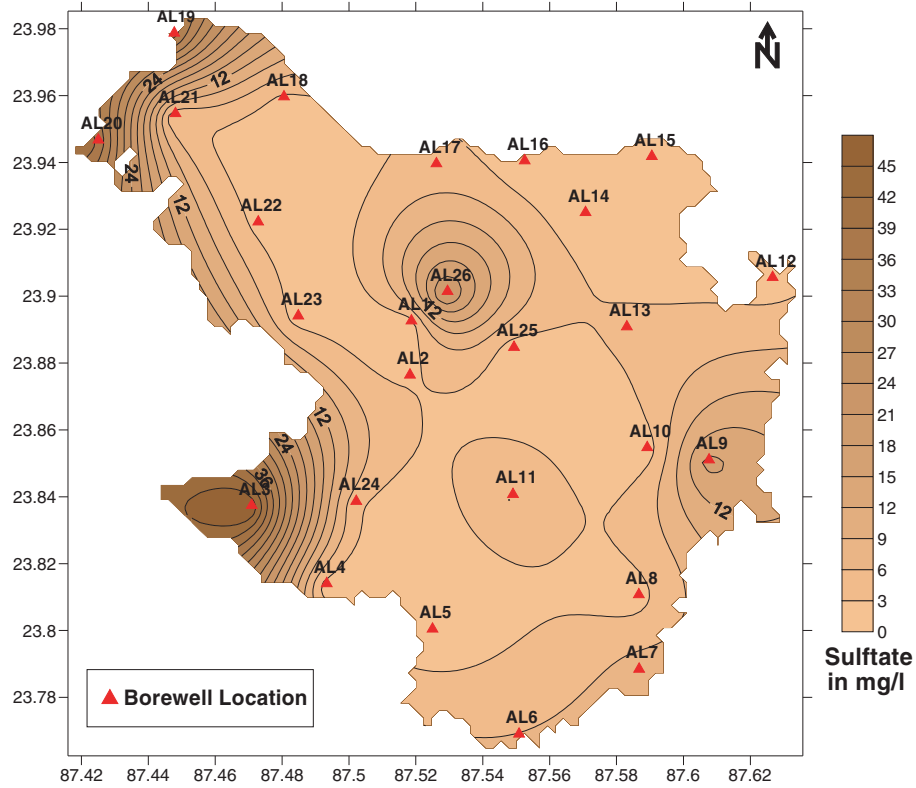 23.98
23.96
23.94
23.92
23.9
23.88
23.86
23.84
23.82
23.8
23.78
87.42
87.44
87.46
87.48
87.5
87.52
87.54
87.56
87.58
87.6
87.62
N
AL19
24
12
AL18
AL21
AL20
24
12
AL17
AL16
AL15
AL14
AL22
AL12
AL26
AL23
AL1
12
AL13
AL25
AL2
12
24
36
AL10
AL9
AL3
AL24
AL11
12
AL4
AL8
AL5
AL7
AL6
Borewell Location
45
42
39
36
33
30
27
24
21
18
15
12
9
6
3
0
Sulftate
in mg/l